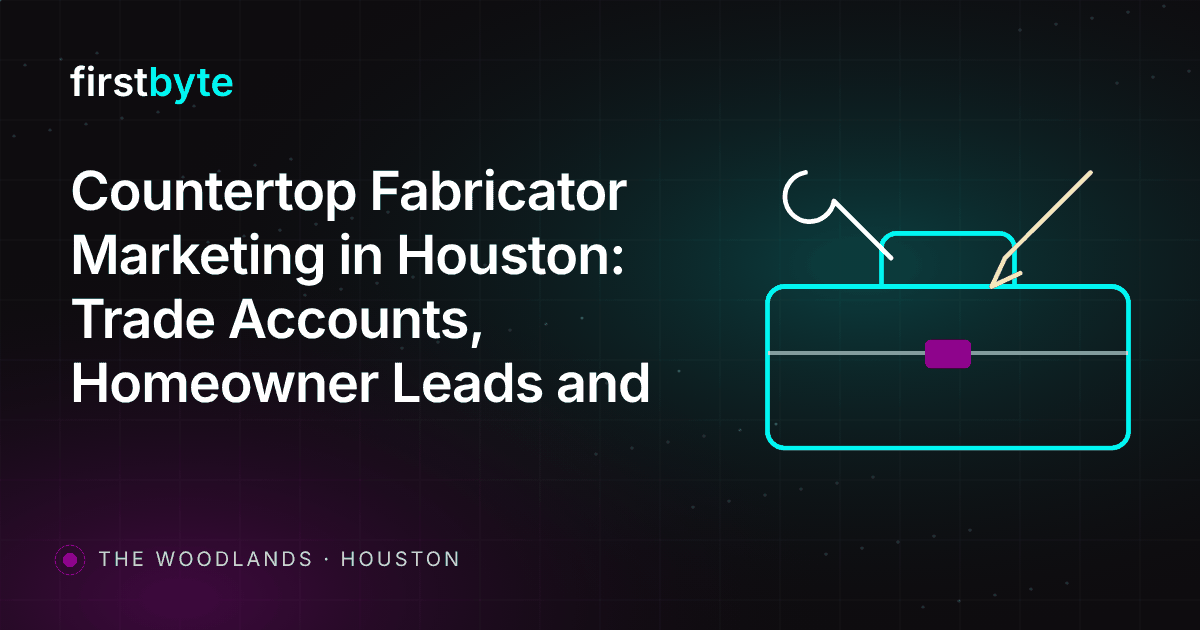 firstbyte
Countertop Fabricator
Marketing in Houston:
Trade Accounts,
Homeowner Leads and
THE WOODLANDS · HOUSTON